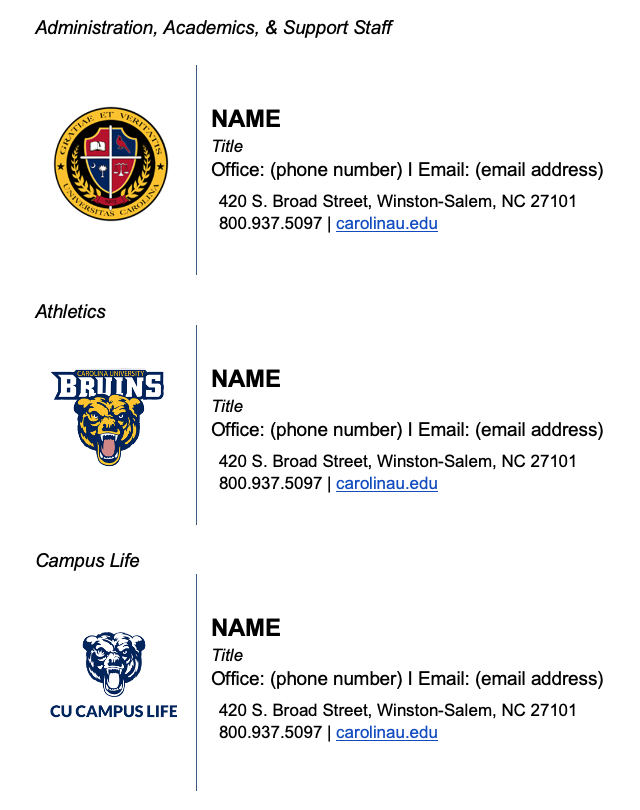 Administration, Academics, & Support Staff
GRATIAE ET VERITATIS
UNIVERSITAS CAROLINA
NAME
Title
Office: (phone number) I Email: (email address)
420 S. Broad Street, Winston-Salem, NC 27101
800.937.5097 | carolinau.edu
Athletics
CAROLINA UNIVERSITY
BRUINS
NAME
Title
Office: (phone number) I Email: (email address)
420 S. Broad Street, Winston-Salem, NC 27101
800.937.5097 | carolinau.edu
Campus Life
CU CAMPUS LIFE
NAME
Title
Office: (phone number) I Email: (email address)
420 S. Broad Street, Winston-Salem, NC 27101
800.937.5097 | carolinau.edu